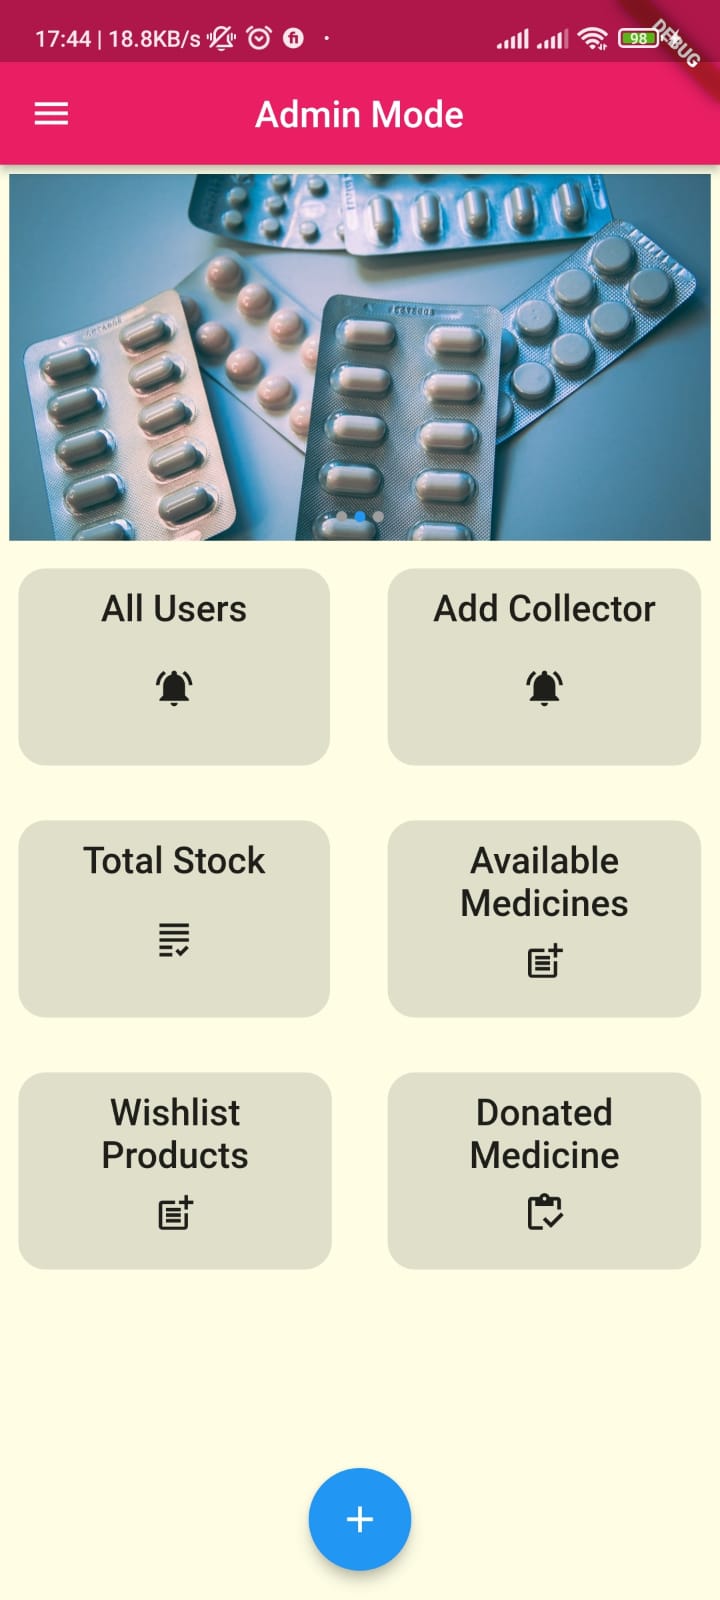 17:44 | 18.8KB/s
98
DEBUG
Admin Mode
All Users
Add Collector
Total Stock
Available
Medicines
Wishlist
Products
Donated
Medicine